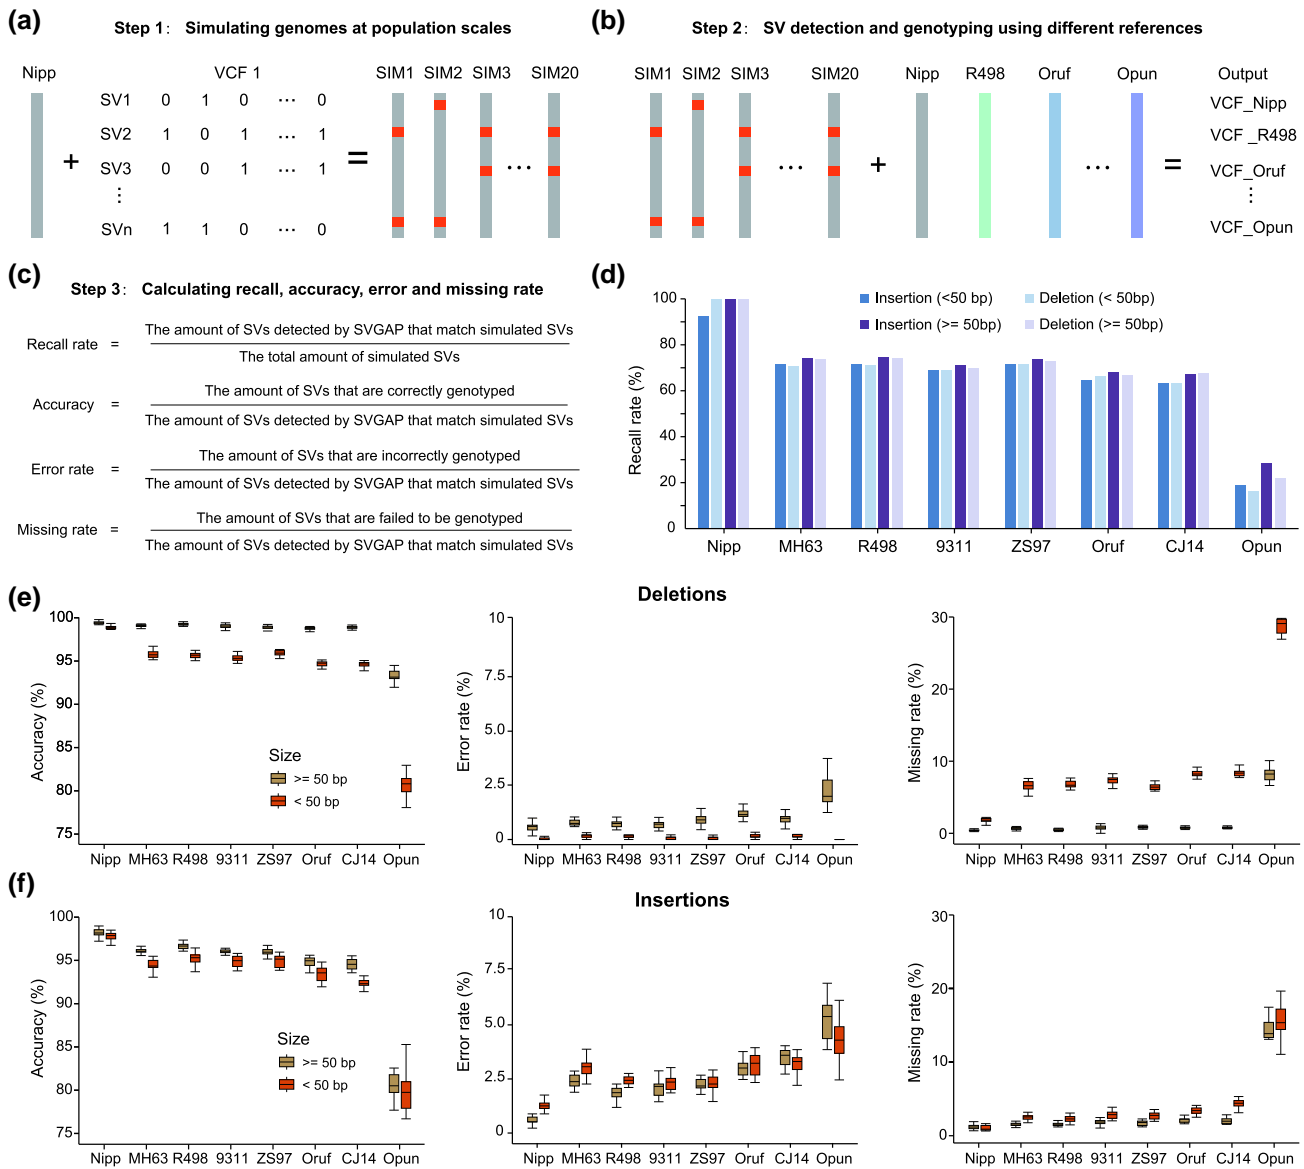 (a)
Step 1: Simulating genomes at population scales
Nipp VCF 1 SIM1 SIM2 SIM3 SIM20
SV1 0 1 0 ··· 0
SV2 1 0 1 ··· 1
SV3 0 0 1 ··· 1
⋮
SVn 1 1 0 ··· 0
+ = ···
(b)
Step 2: SV detection and genotyping using different references
SIM1 SIM2 SIM3 SIM20 Nipp R498 Oruf Opun Output
VCF_Nipp
VCF _R498
··· + ··· = VCF_Oruf
⋮
VCF_Opun
(c)
Step 3: Calculating recall, accuracy, error and missing rate
Recall rate =
The amount of SVs detected by SVGAP that match simulated SVs
The total amount of simulated SVs
Accuracy =
The amount of SVs that are correctly genotyped
The amount of SVs detected by SVGAP that match simulated SVs
Error rate =
The amount of SVs that are incorrectly genotyped
The amount of SVs detected by SVGAP that match simulated SVs
Missing rate =
The amount of SVs that are failed to be genotyped
The amount of SVs detected by SVGAP that match simulated SVs
(d)
Recall rate (%)
100
80
60
40
20
0
Insertion (<50 bp) Deletion (< 50bp)
Insertion (>= 50bp) Deletion (>= 50bp)
Nipp MH63 R498 9311 ZS97 Oruf CJ14 Opun
(e)
Deletions
Accuracy (%)
100
95
90
85
80
75
Size
>= 50 bp
< 50 bp
Nipp MH63 R498 9311 ZS97 Oruf CJ14 Opun
Error rate (%)
10
7.5
5.0
2.5
0
Nipp MH63 R498 9311 ZS97 Oruf CJ14 Opun
Missing rate (%)
30
20
10
0
Nipp MH63 R498 9311 ZS97 Oruf CJ14 Opun
(f)
Insertions
Accuracy (%)
100
95
90
85
80
75
Size
>= 50 bp
< 50 bp
Nipp MH63 R498 9311 ZS97 Oruf CJ14 Opun
Error rate (%)
10
7.5
5.0
2.5
0
Nipp MH63 R498 9311 ZS97 Oruf CJ14 Opun
Missing rate (%)
30
20
10
0
Nipp MH63 R498 9311 ZS97 Oruf CJ14 Opun